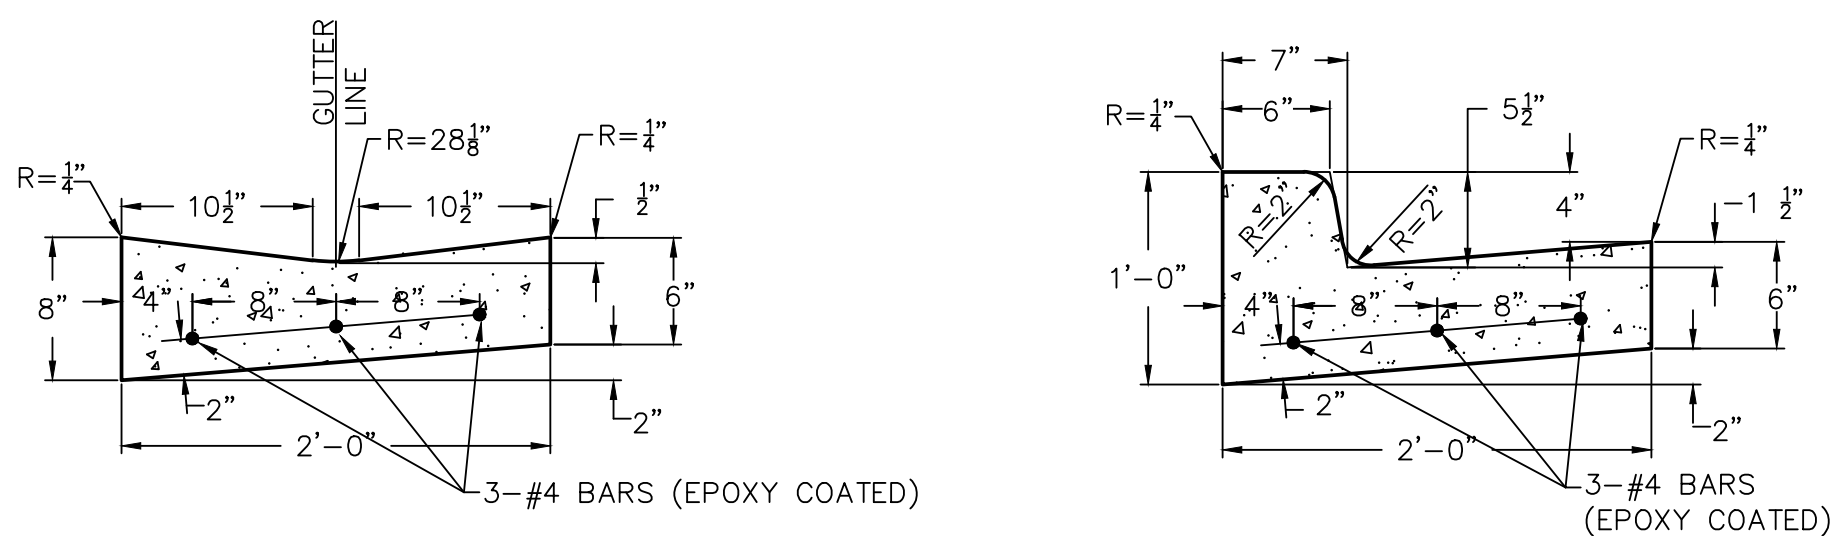 GUTTER
LINE
R=28⅛"
R=¼"
R=¼"
10½"
10½"
½"
8"
4"
8"
8"
6"
2"
2"
2'-0"
3-#4 BARS (EPOXY COATED)
7"
6"
5½"
R=¼"
R=¼"
R=2"
R=2"
4"
1 ½"
1'-0"
4"
8"
8"
6"
2"
2"
2'-0"
3-#4 BARS
(EPOXY COATED)